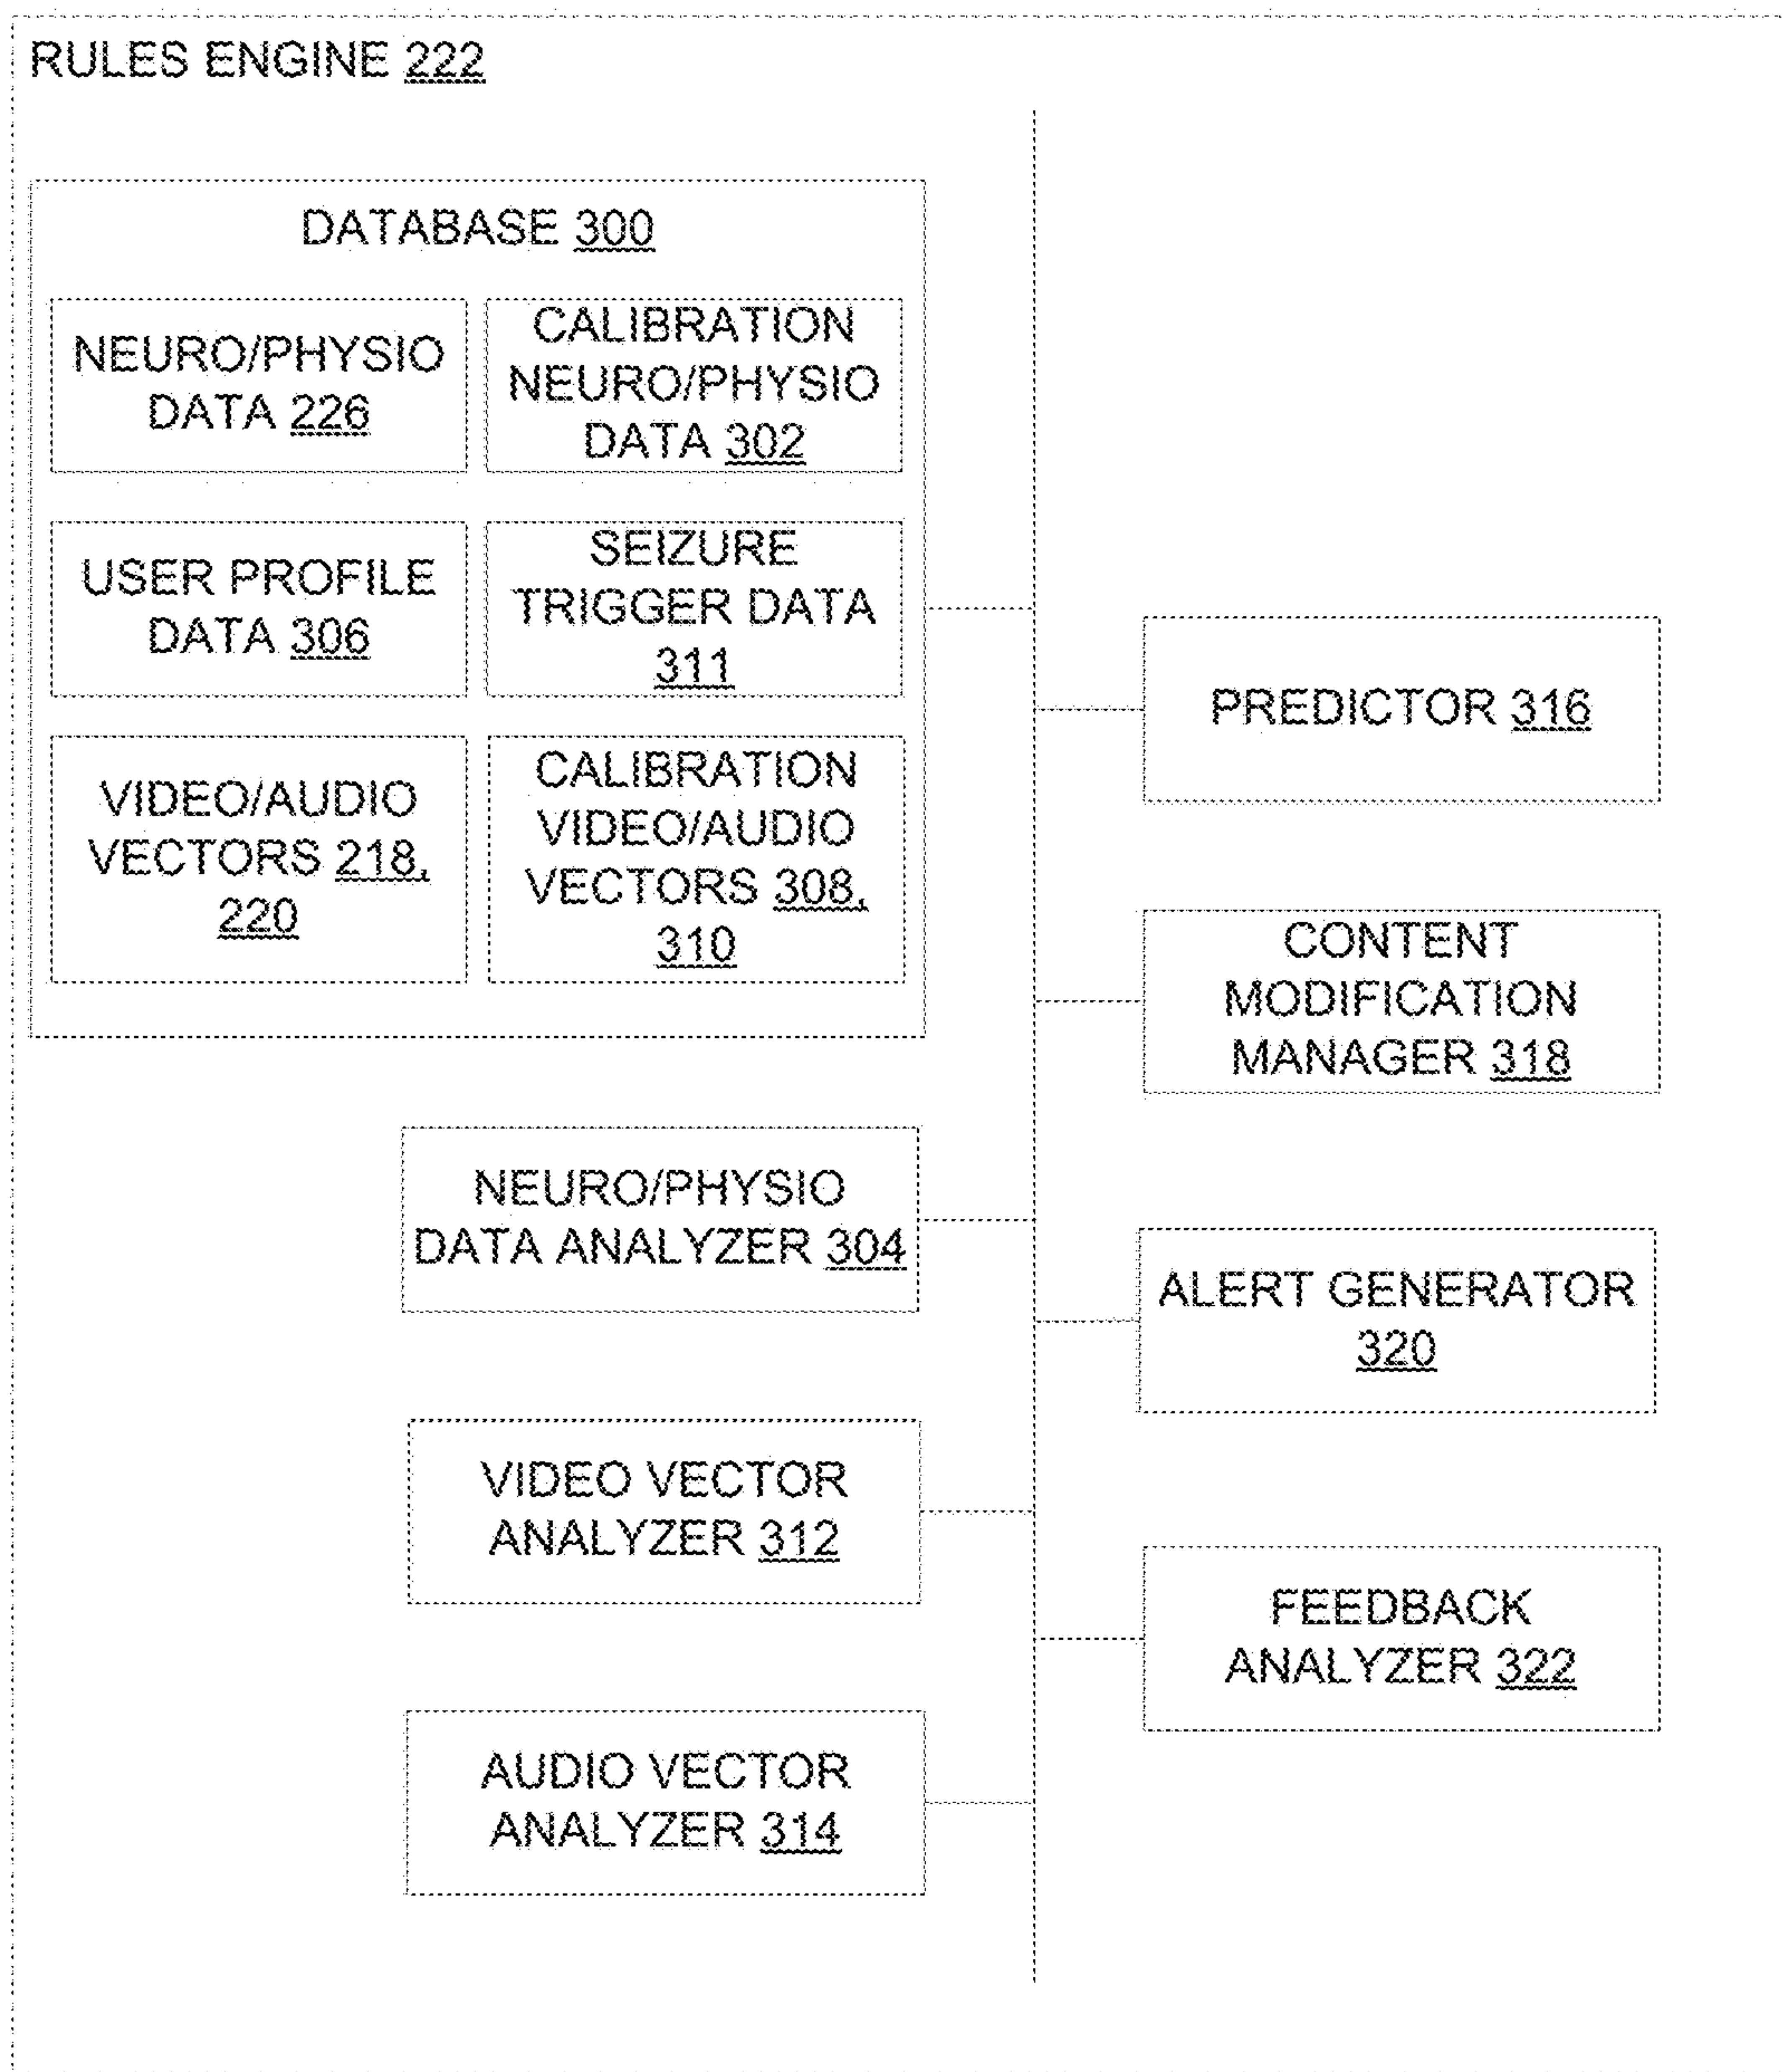 RULES ENGINE 222
DATABASE 300
NEURO/PHYSIO
DATA 226
CALIBRATION
NEURO/PHYSIO
DATA 302
USER PROFILE
DATA 306
SEIZURE
TRIGGER DATA
311
VIDEO/AUDIO
VECTORS 218,
220
CALIBRATION
VIDEO/AUDIO
VECTORS 308,
310
NEURO/PHYSIO
DATA ANALYZER 304
VIDEO VECTOR
ANALYZER 312
AUDIO VECTOR
ANALYZER 314
PREDICTOR 316
CONTENT
MODIFICATION
MANAGER 318
ALERT GENERATOR
320
FEEDBACK
ANALYZER 322